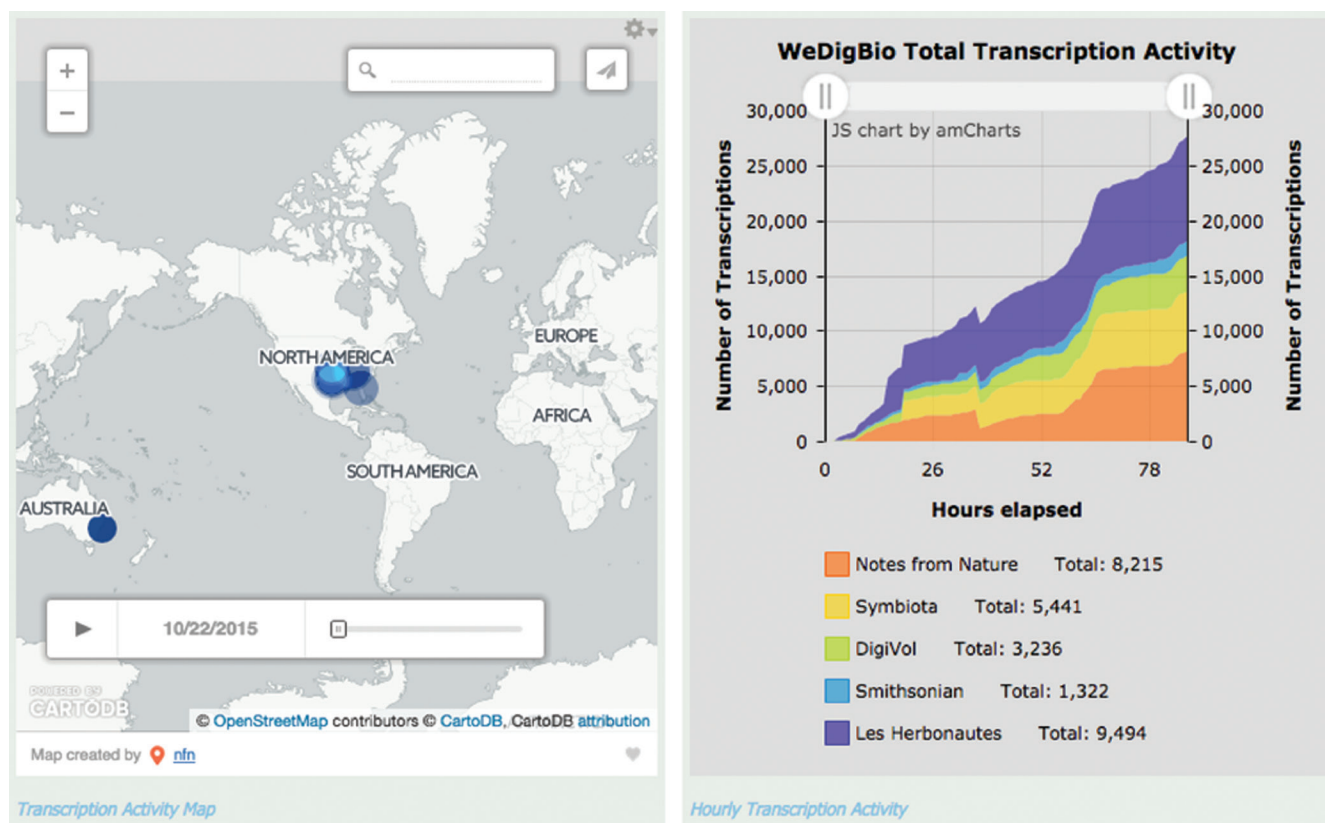 +
−
NORTH AMERICA
EUROPE
AFRICA
SOUTH AMERICA
AUSTRALIA
10/22/2015
POWERED BY
CARTODB
© OpenStreetMap contributors © CartoDB, CartoDB attribution
Map created by nfn
Transcription Activity Map
WeDigBio Total Transcription Activity
JS chart by amCharts
Number of Transcriptions
30,000
25,000
20,000
15,000
10,000
5,000
0
30,000
25,000
20,000
15,000
10,000
5,000
0
Number of Transcriptions
0 26 52 78
Hours elapsed
Notes from Nature Total: 8,215
Symbiota Total: 5,441
DigiVol Total: 3,236
Smithsonian Total: 1,322
Les Herbonautes Total: 9,494
Hourly Transcription Activity